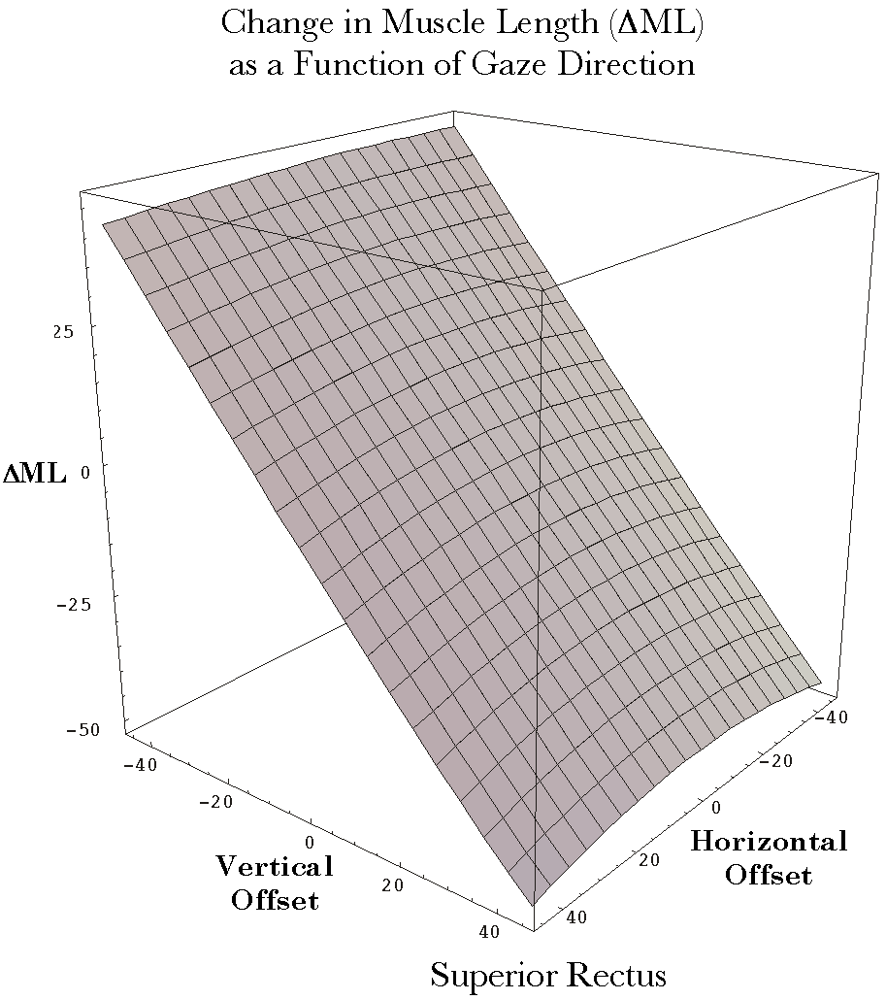 Change in Muscle Length (ΔML)
as a Function of Gaze Direction
25
ΔML 0
-25
-50
-40
-20
0
20
40
Vertical
Offset
-40
-20
0
20
40
Horizontal
Offset
Superior Rectus